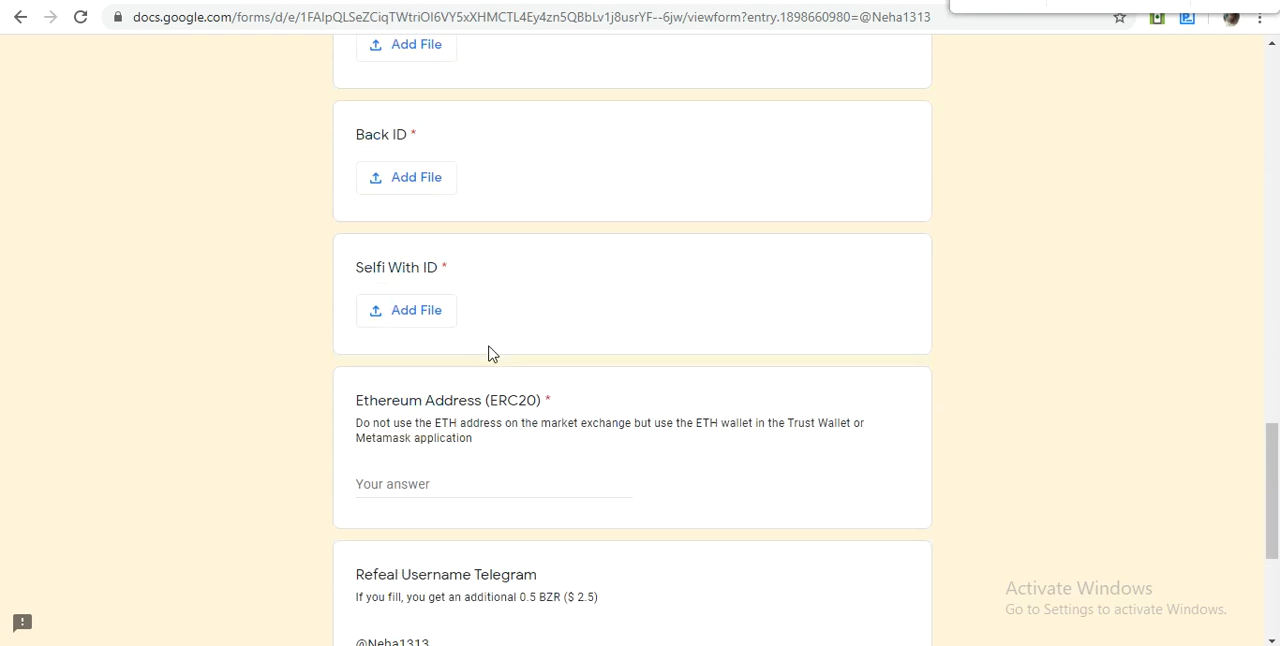 docs.google.com/forms/d/e/1FAIpQLSeZCiqTWtriOI6VY5xXHMCTL4Ey4zn5QBbLv1j8usrYF--6jw/viewform?entry.1898660980=@Neha1313
Add File
Back ID *
Add File
Selfi With ID *
Add File
Ethereum Address (ERC20) *
Do not use the ETH address on the market exchange but use the ETH wallet in the Trust Wallet or
Metamask application
Your answer
Refeal Username Telegram
If you fill, you get an additional 0.5 BZR ($ 2.5)
@Neha1313
Activate Windows
Go to Settings to activate Windows.